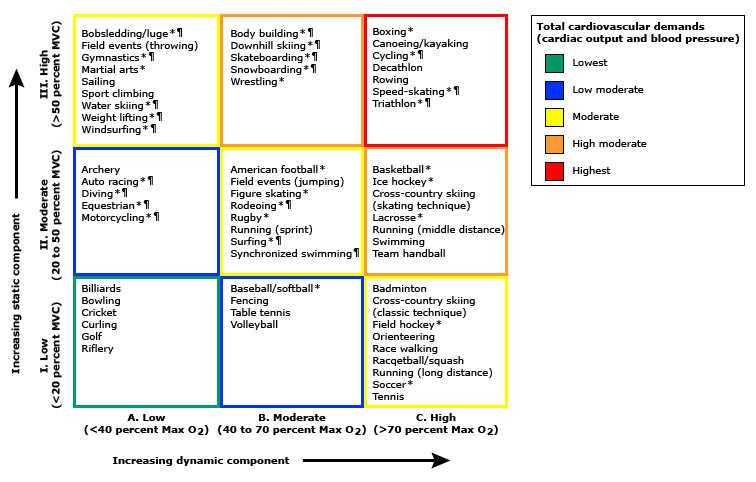 Total cardiovascular demands
(cardiac output and blood pressure)
Lowest
Low moderate
Moderate
High moderate
Highest
Increasing static component
III. High
(>50 percent MVC)
Bobsledding/luge*¶
Field events (throwing)
Gymnastics*¶
Martial arts*
Sailing
Sport climbing
Water skiing*¶
Weight lifting*¶
Windsurfing*¶
Body building*¶
Downhill skiing*¶
Skateboarding*¶
Snowboarding*¶
Wrestling*
Boxing*
Canoeing/kayaking
Cycling*¶
Decathlon
Rowing
Speed-skating*¶
Triathlon*¶
II. Moderate
(20 to 50 percent MVC)
Archery
Auto racing*¶
Diving*¶
Equestrian*¶
Motorcycling*¶
American football*
Field events (jumping)
Figure skating*
Rodeoing*¶
Rugby*
Running (sprint)
Surfing*¶
Synchronized swimming¶
Basketball*
Ice hockey*
Cross-country skiing
(skating technique)
Lacrosse*
Running (middle distance)
Swimming
Team handball
I. Low
(<20 percent MVC)
Billiards
Bowling
Cricket
Curling
Golf
Riflery
Baseball/softball*
Fencing
Table tennis
Volleyball
Badminton
Cross-country skiing
(classic technique)
Field hockey*
Orienteering
Race walking
Racqetball/squash
Running (long distance)
Soccer*
Tennis
A. Low
(<40 percent Max O2)
B. Moderate
(40 to 70 percent Max O2)
C. High
(>70 percent Max O2)
Increasing dynamic component